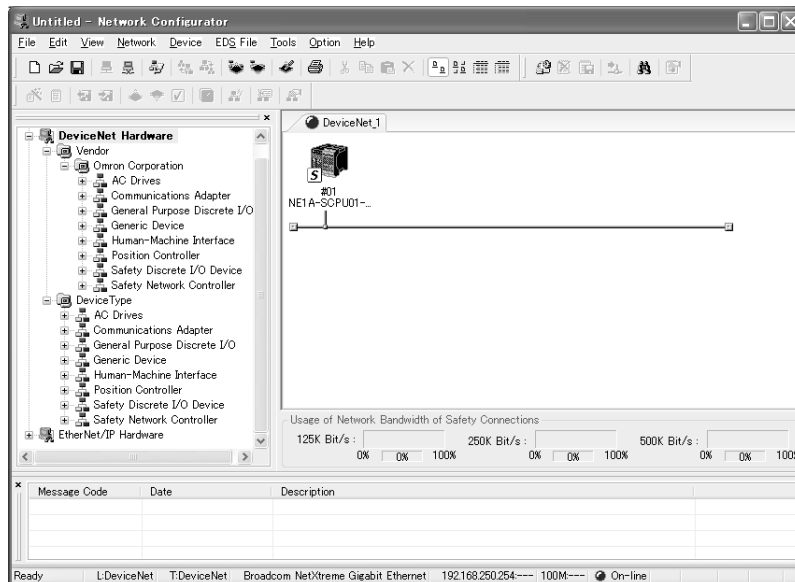 Untitled - Network Configurator
File Edit View Network Device EDS File Tools Option Help
DeviceNet Hardware
Vendor
Omron Corporation
AC Drives
Communications Adapter
General Purpose Discrete I/O
Generic Device
Human-Machine Interface
Position Controller
Safety Discrete I/O Device
Safety Network Controller
DeviceType
AC Drives
Communications Adapter
General Purpose Discrete I/O
Generic Device
Human-Machine Interface
Position Controller
Safety Discrete I/O Device
Safety Network Controller
EtherNet/IP Hardware
DeviceNet_1
S
#01
NE1A-SCPU01-...
Usage of Network Bandwidth of Safety Connections
125K Bit/s : 250K Bit/s : 500K Bit/s :
0% 0% 100% 0% 0% 100% 0% 0% 100%
Message Code Date Description
Ready L:DeviceNet T:DeviceNet Broadcom NetXtreme Gigabit Ethernet 192.168.250.254:--- 100M:--- On-line